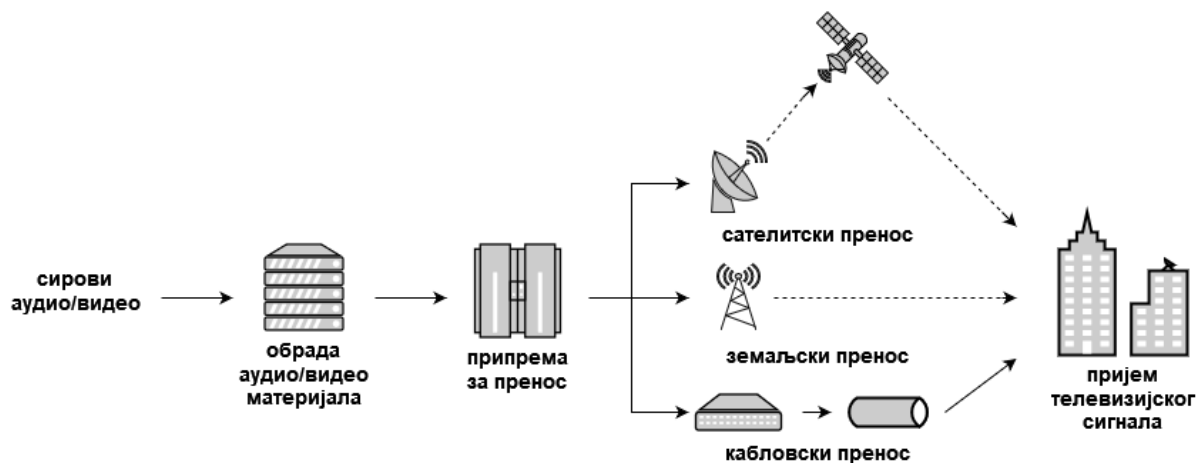 сирови
аудио/видео
обрада
аудио/видео
материјала
припрема
за пренос
сателитски пренос
земаљски пренос
кабловски пренос
пријем
телевизијског
сигнала